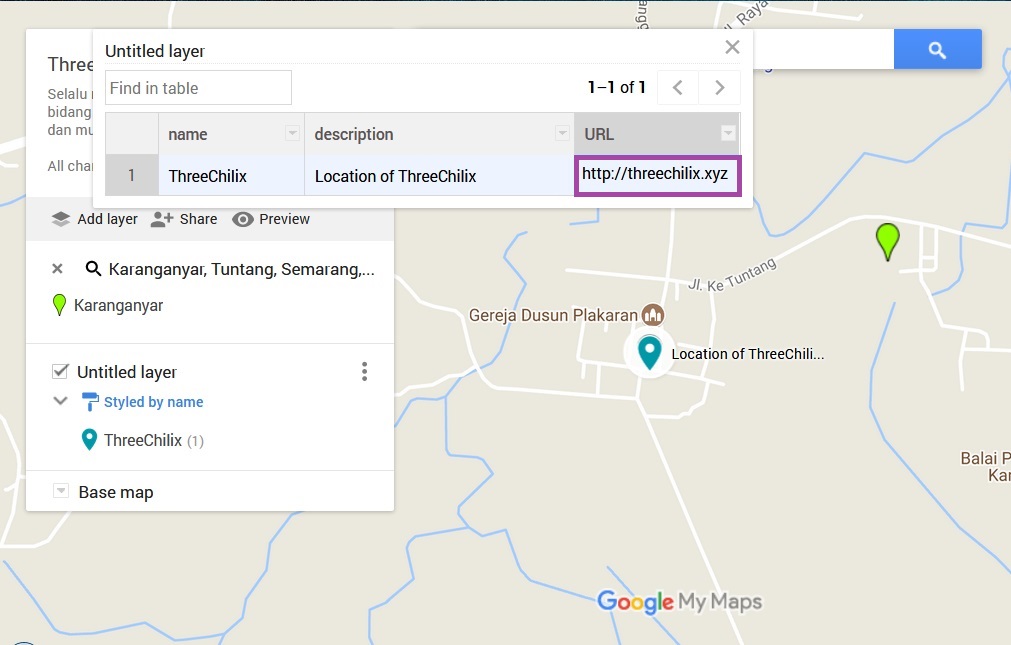 ngg
Jl. Raya
Untitled layer
Find in table
1–1 of 1
name
description
URL
1
ThreeChilix
Location of ThreeChilix
http://threechilix.xyz
Three
Selalu
bidang
dan mu
All chan
Add layer
Share
Preview
Karanganyar, Tuntang, Semarang,...
Karanganyar
Untitled layer
Styled by name
ThreeChilix (1)
Base map
Jl. Ke Tuntang
Gereja Dusun Plakaran
Location of ThreeChili...
Balai P
Kar
Google My Maps